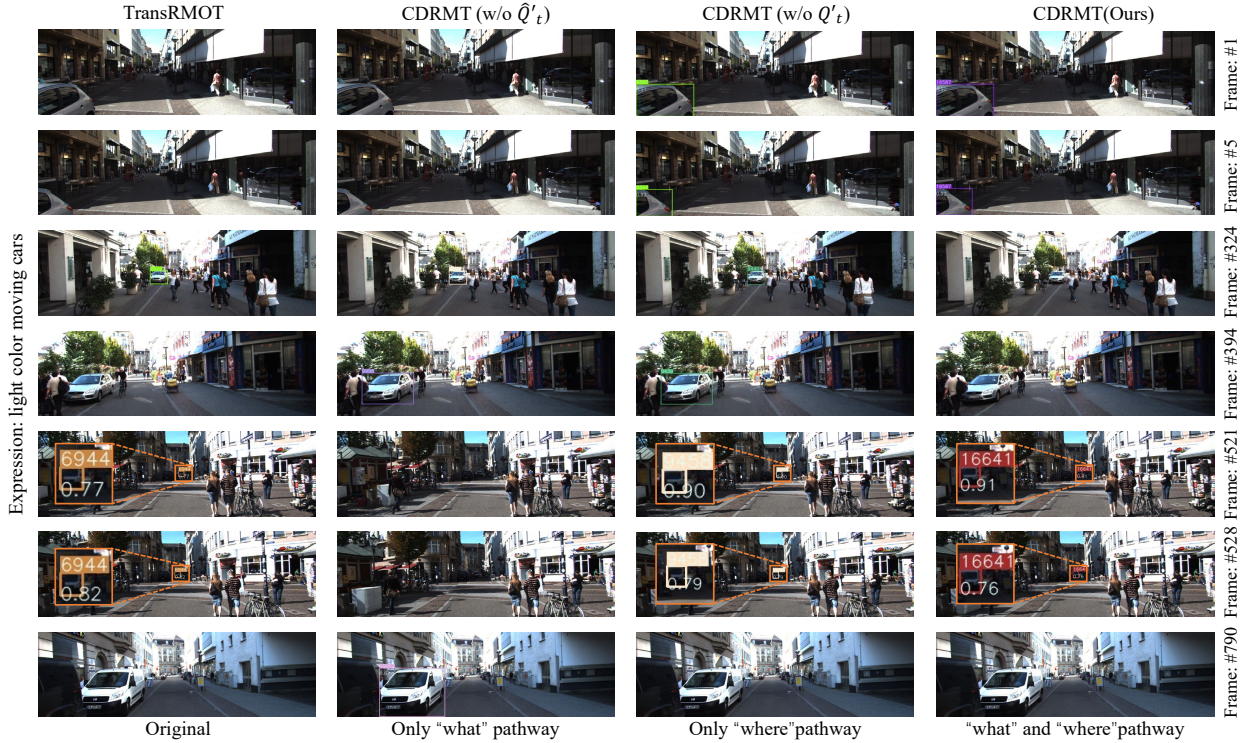 TransRMOT
CDRMT (w/o Q̂'ₜ)
CDRMT (w/o Q'ₜ)
CDRMT(Ours)
Expression: light color moving cars
Frame: #1
Frame: #5
Frame: #324
Frame: #394
6944
0.77
0.90
16641
0.91
Frame: #521
6944
0.82
0.79
16641
0.76
Frame: #528
Frame: #790
Original
Only “what” pathway
Only “where”pathway
“what” and “where”pathway